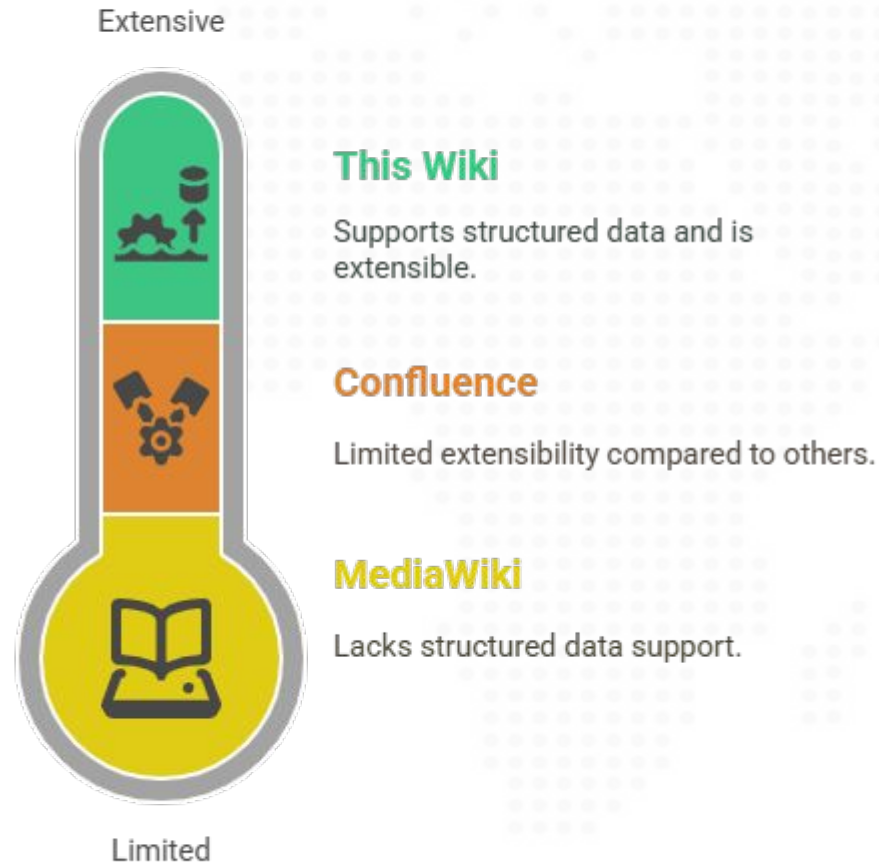 Extensive
This Wiki
Supports structured data and is
extensible.
Confluence
Limited extensibility compared to others.
MediaWiki
Lacks structured data support.
Limited